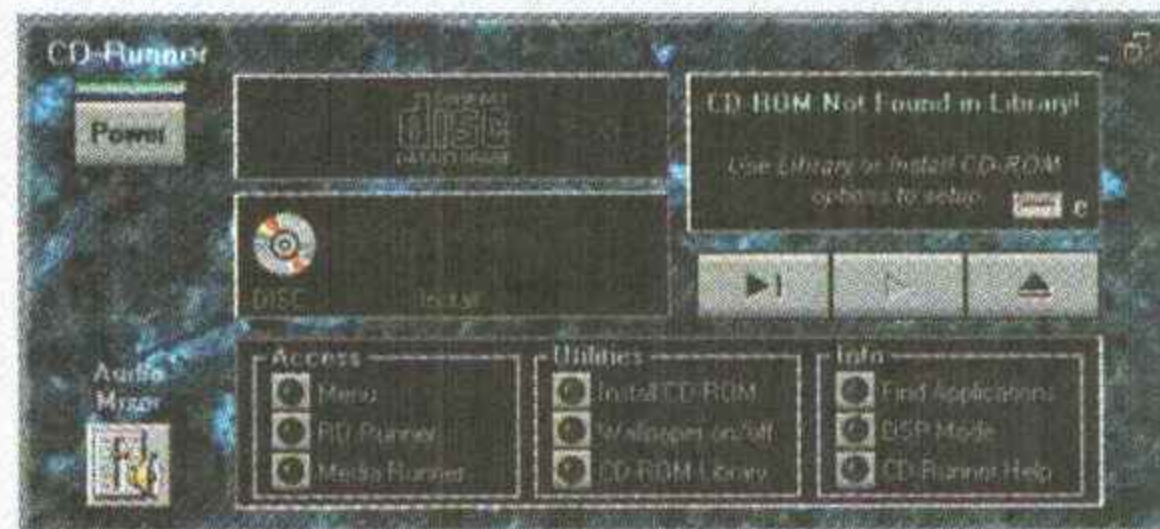 CD-Runner
Power
disc
CD-ROM Not Found in Library!
Use Library or Install CD-ROM
options to setup.
e
DISC
Install
Audio
Mixer
Access
Menu
RD-Runner
Media Runner
Utilities
Install CD-ROM
Wallpaper on/off
CD-ROM Library
Info
Find Applications
DSP Mode
CD-Runner Help